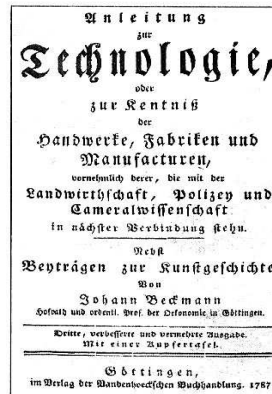 Anleitung
zur
Technologie,
oder
zur Kentniß
der
Handwerke, Fabriken und
Manufacturen,
vornehmlich derer, die mit der
Landwirthschaft, Polizey und
Cameralwissenschaft
in nächster Verbindung stehn.
Nebst
Beyträgen zur Kunstgeschichte
Von
Johann Beckmann
Hofrath und ordentl. Prof. der Oekonomie in Göttingen.
Dritte, verbesserte und vermehrte Ausgabe.
Mit einer Kupfertafel.
Göttingen,
im Verlag der Wandenhoeckschen Buchhandlung. 1787